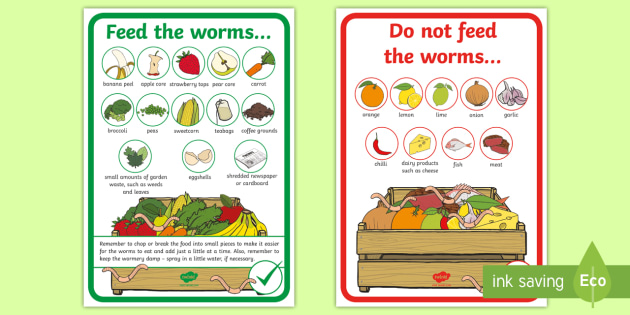 Feed the worms...
banana peel apple core strawberry tops pear core carrot
broccoli peas sweetcorn teabags coffee grounds
small amounts of garden
waste, such as weeds
and leaves
eggshells
shredded newspaper
or cardboard
Remember to chop or break the food into small pieces to make it easier
for the worms to eat and add just a little at a time. Also, remember to
keep the wormery damp – spray in a little water, if necessary.
twinkl
Do not feed
the worms...
orange lemon lime onion garlic
chilli
dairy products
such as cheese
fish meat
twinkl
ink saving Eco